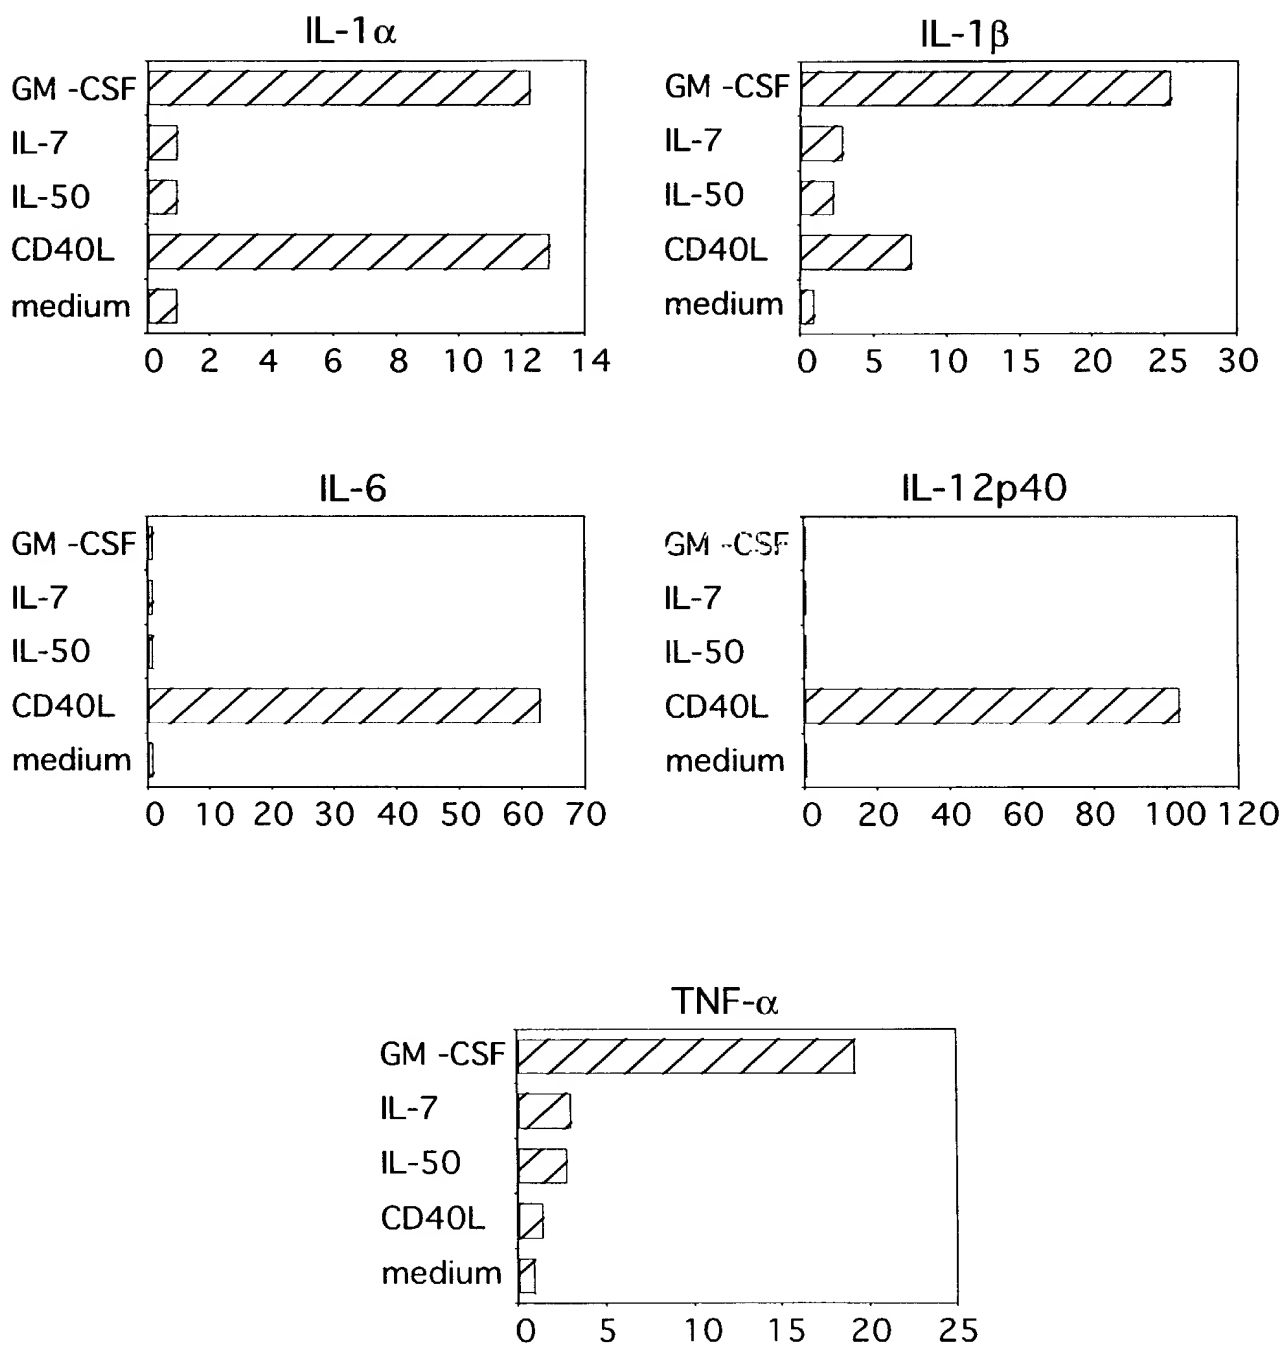 IL-1α
GM -CSF
IL-7
IL-50
CD40L
medium
0 2 4 6 8 10 12 14
IL-1β
GM -CSF
IL-7
IL-50
CD40L
medium
0 5 10 15 20 25 30
IL-6
GM -CSF
IL-7
IL-50
CD40L
medium
0 10 20 30 40 50 60 70
IL-12p40
GM -CSF
IL-7
IL-50
CD40L
medium
0 20 40 60 80 100 120
TNF-α
GM -CSF
IL-7
IL-50
CD40L
medium
0 5 10 15 20 25